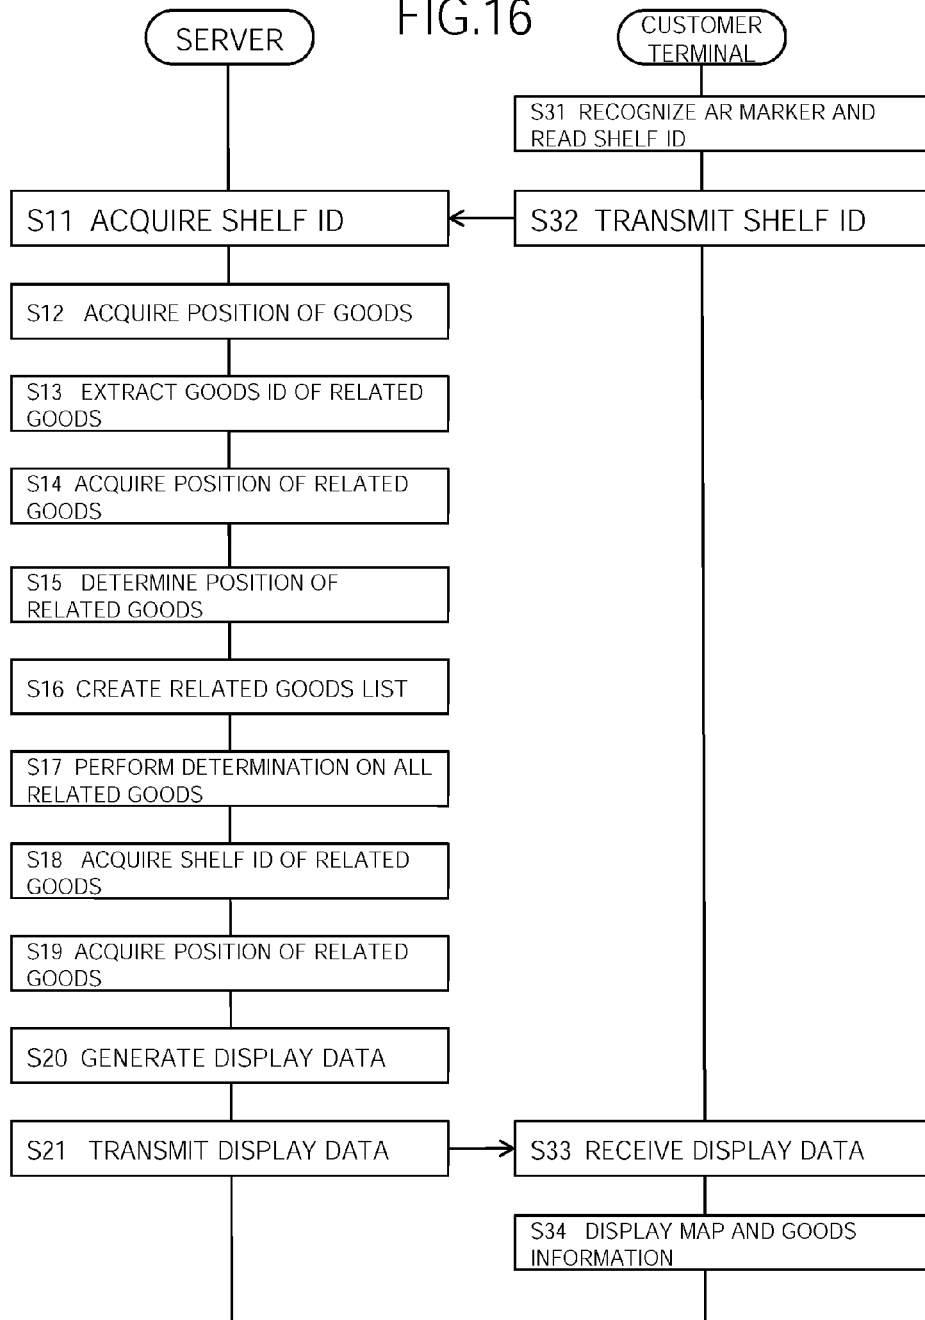 FIG.16
SERVER
CUSTOMER
TERMINAL
S31 RECOGNIZE AR MARKER AND
READ SHELF ID
S11 ACQUIRE SHELF ID
S32 TRANSMIT SHELF ID
S12 ACQUIRE POSITION OF GOODS
S13 EXTRACT GOODS ID OF RELATED
GOODS
S14 ACQUIRE POSITION OF RELATED
GOODS
S15 DETERMINE POSITION OF
RELATED GOODS
S16 CREATE RELATED GOODS LIST
S17 PERFORM DETERMINATION ON ALL
RELATED GOODS
S18 ACQUIRE SHELF ID OF RELATED
GOODS
S19 ACQUIRE POSITION OF RELATED
GOODS
S20 GENERATE DISPLAY DATA
S21 TRANSMIT DISPLAY DATA
S33 RECEIVE DISPLAY DATA
S34 DISPLAY MAP AND GOODS
INFORMATION